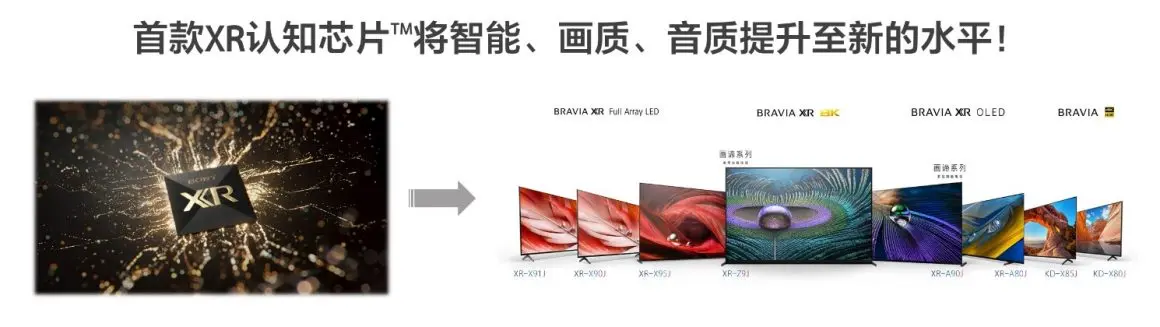 首款XR认知芯片™将智能、画质、音质提升至新的水平！
SONY
XR
BRAVIA XR Full Array LED
BRAVIA XR 8K
BRAVIA XR OLED
BRAVIA 4K HDR
画谛系列
画谛系列
XR-X91J
XR-X90J
XR-X95J
XR-Z9J
XR-A90J
XR-A80J
KD-X85J
KD-X80J